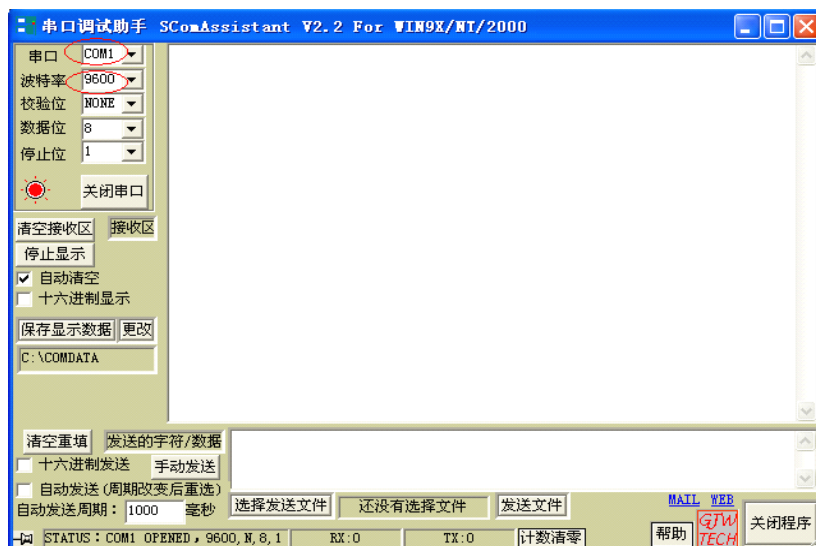 串口调试助手 SComAssistant V2.2 For WIN9X/NT/2000
串口 COM1
波特率 9600
校验位 NONE
数据位 8
停止位 1
关闭串口
清空接收区 接收区
停止显示
自动清空
十六进制显示
保存显示数据 更改
C:\COMDATA
清空重填 发送的字符/数据
十六进制发送 手动发送
自动发送(周期改变后重选)
自动发送周期: 1000 毫秒 选择发送文件 还没有选择文件 发送文件
MAIL WEB
GJW
TECH
关闭程序
STATUS:COM1 OPENED,9600,N,8,1 RX:0 TX:0 计数清零 帮助